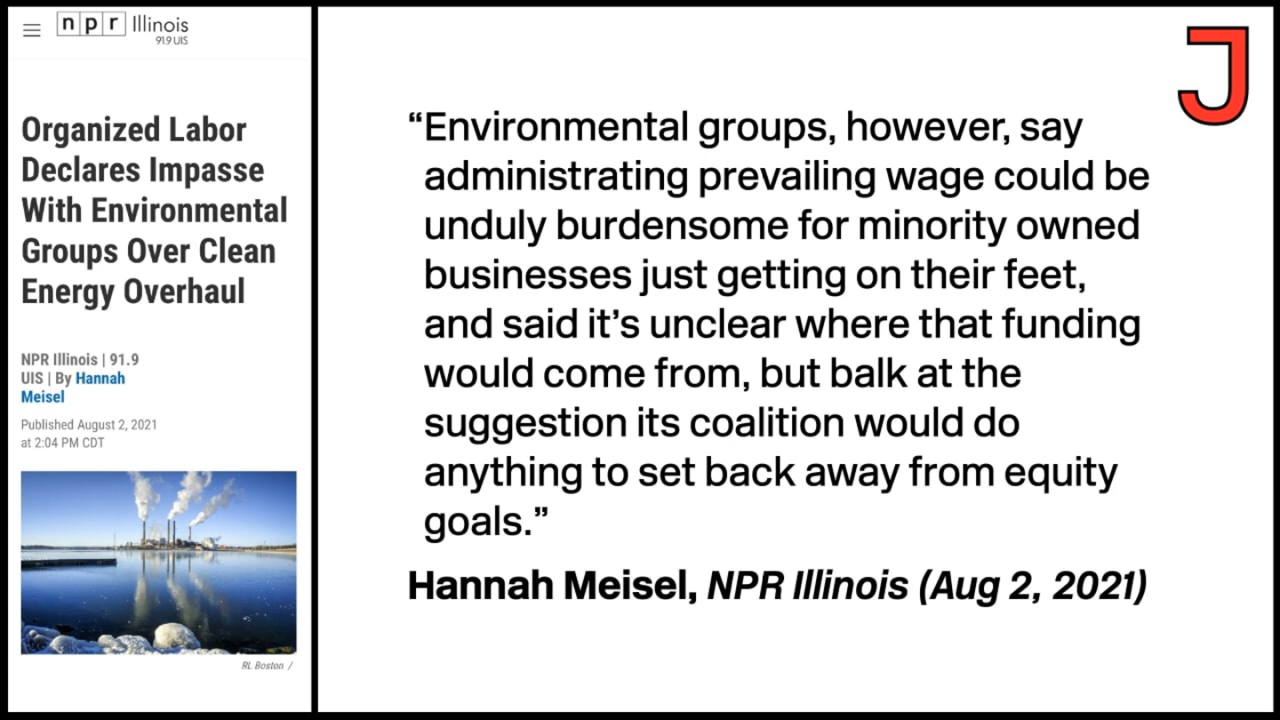 npr Illinois
91.9 UIS
Organized Labor
Declares Impasse
With Environmental
Groups Over Clean
Energy Overhaul
NPR Illinois | 91.9
UIS | By Hannah
Meisel
Published August 2, 2021
at 2:04 PM CDT
RL Boston /
J
“Environmental groups, however, say
administrating prevailing wage could be
unduly burdensome for minority owned
businesses just getting on their feet,
and said it’s unclear where that funding
would come from, but balk at the
suggestion its coalition would do
anything to set back away from equity
goals.”
Hannah Meisel, NPR Illinois (Aug 2, 2021)